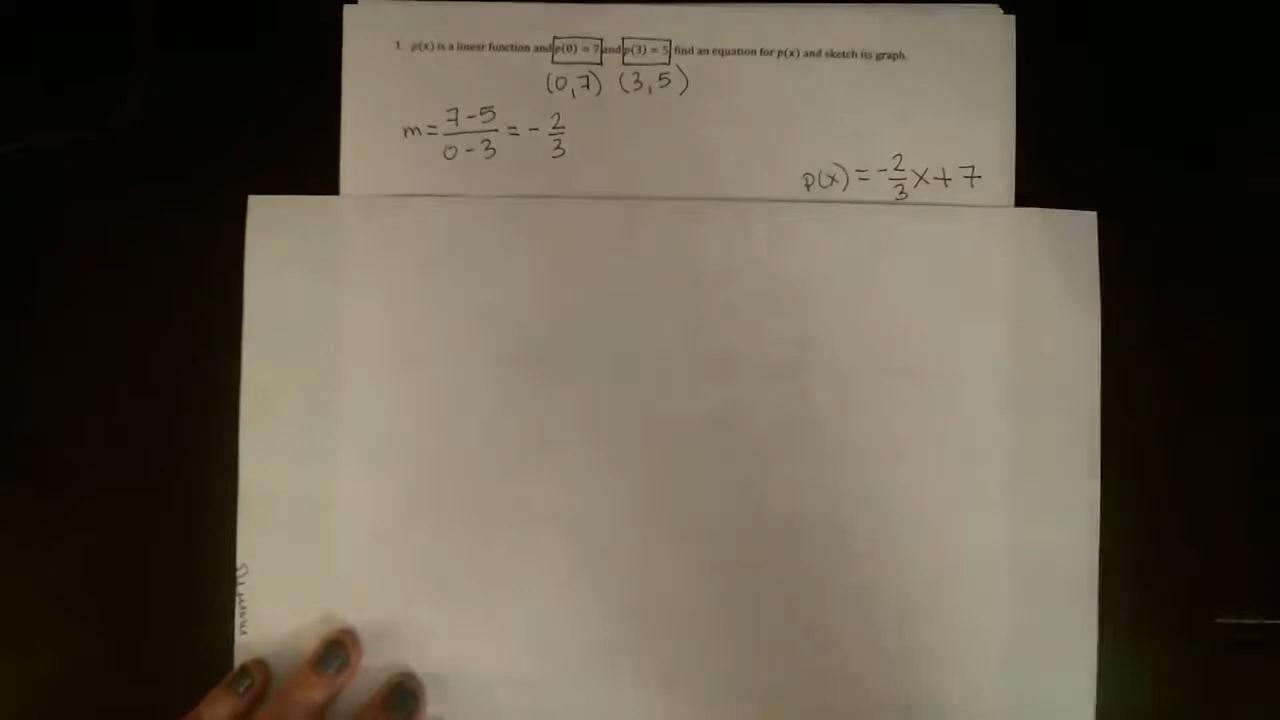 1. p(x) is a linear function and p(0) = 7 and p(3) = 5 find an equation for p(x) and sketch its graph.
(0,7) (3,5)
m = 7-5 / 0-3 = - 2/3
p(x) = -2/3 x + 7